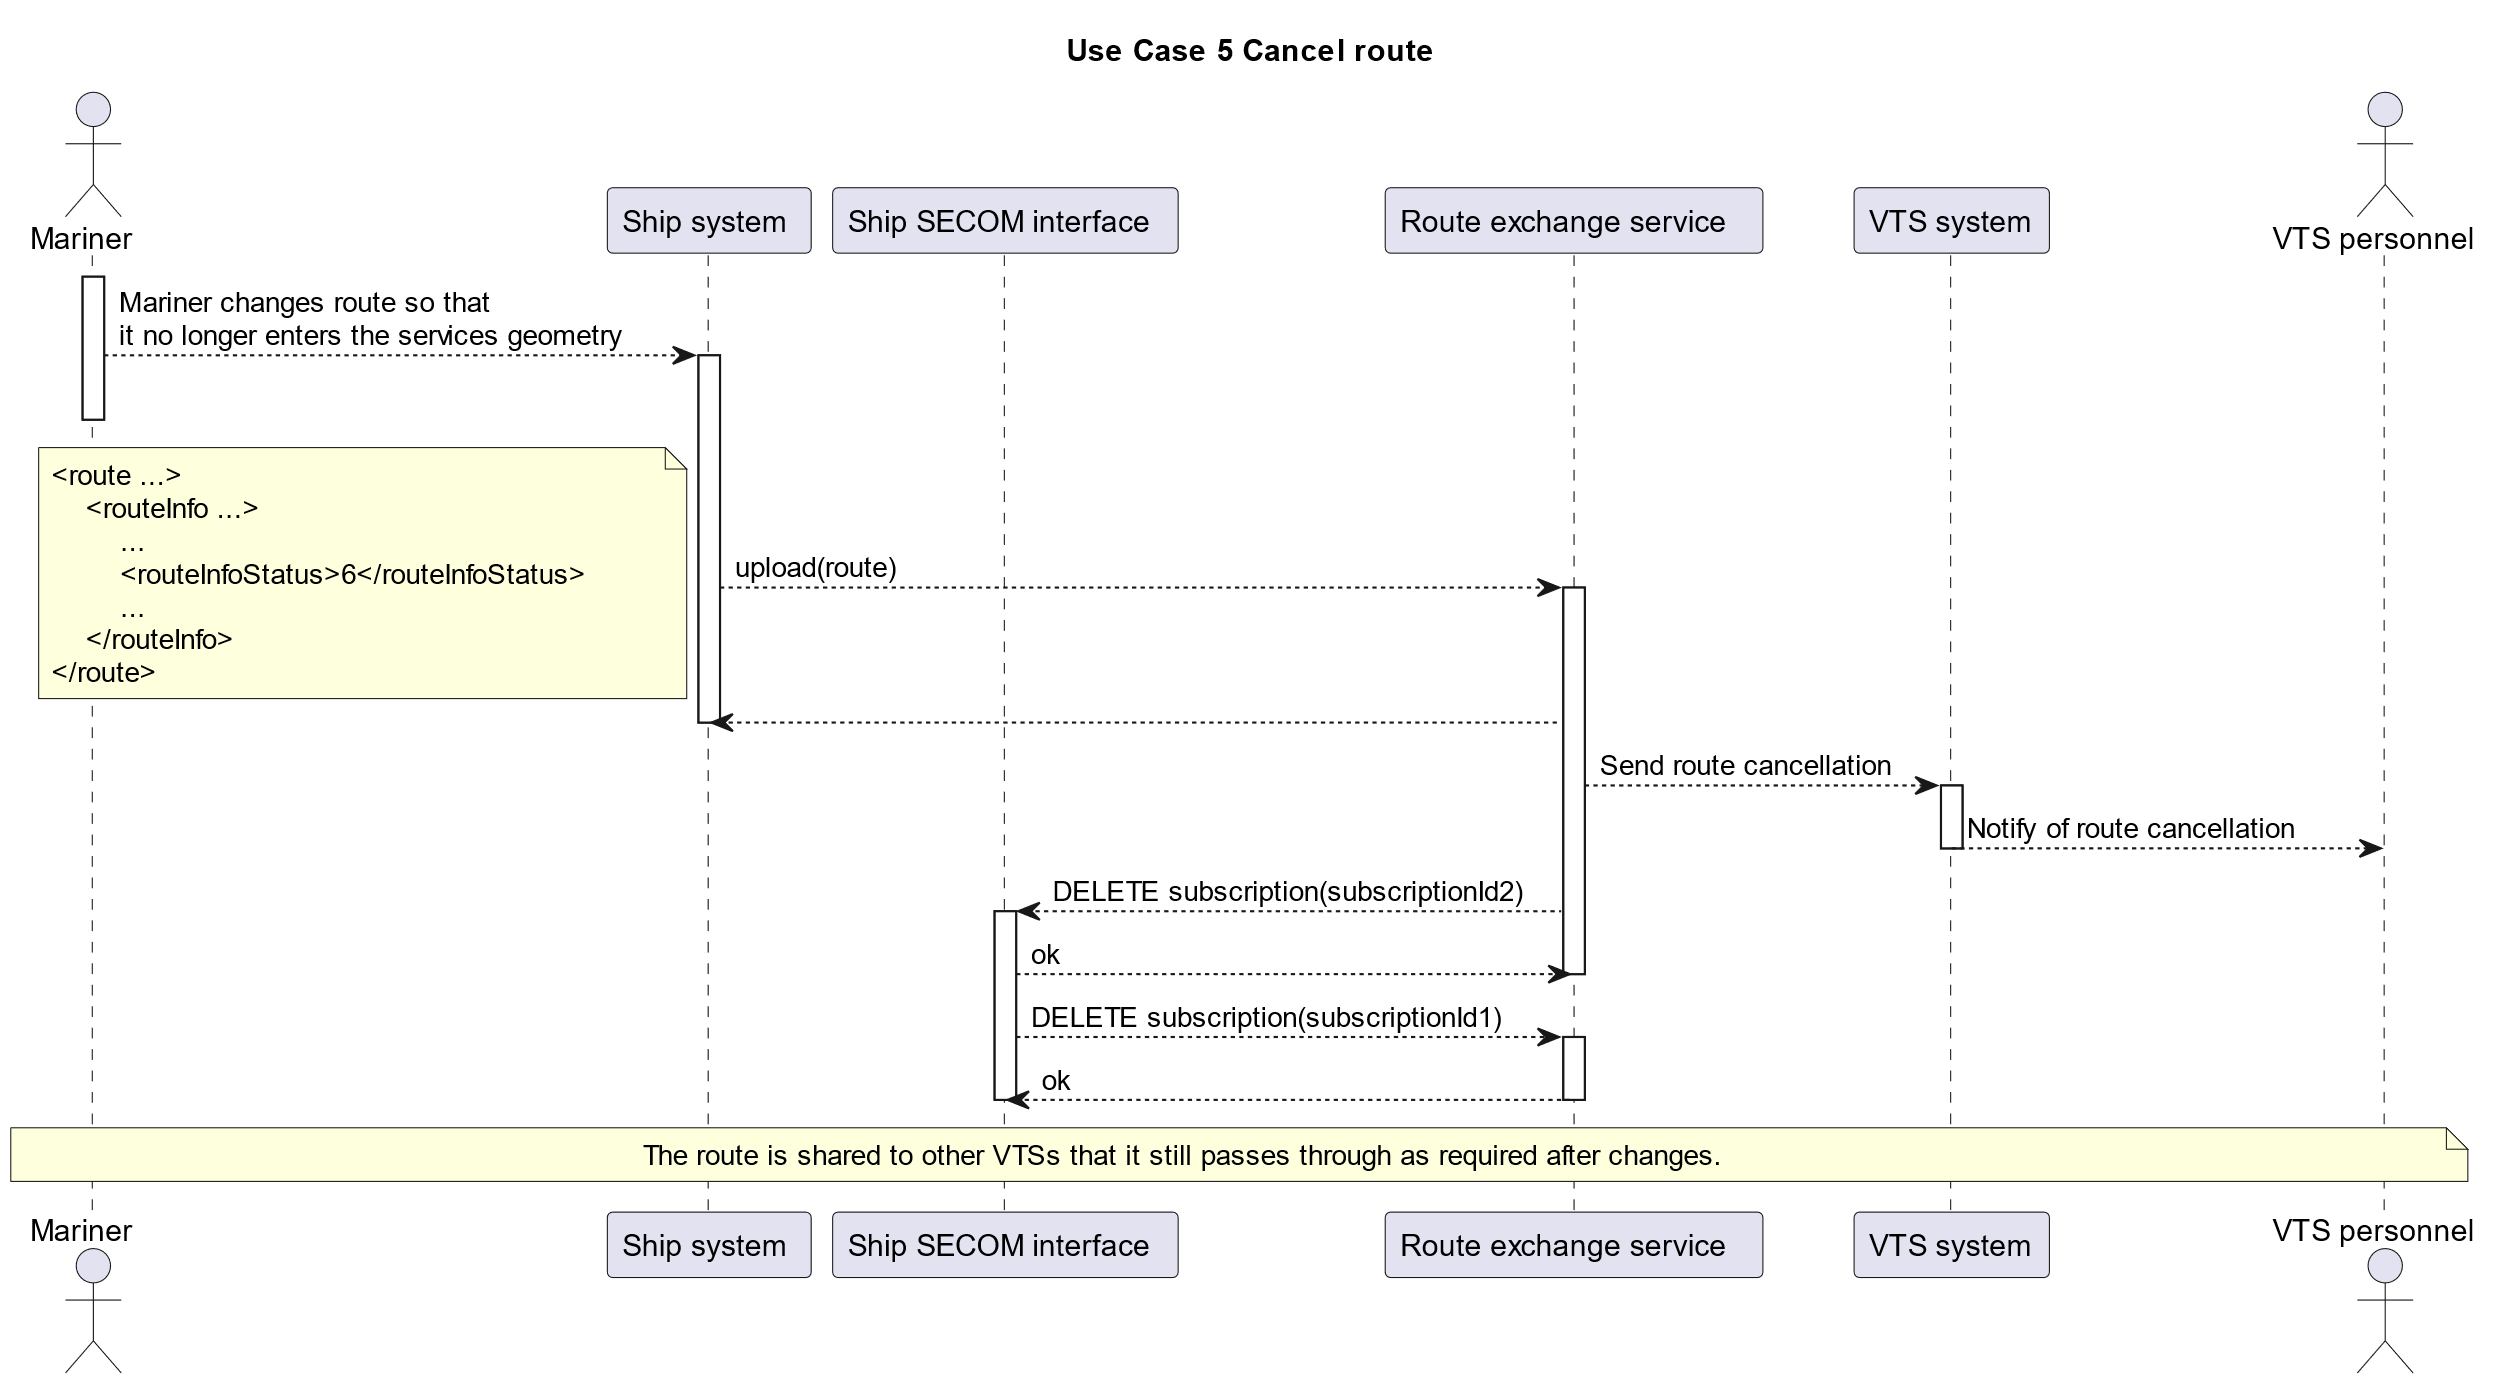 Use Case 5 Cancel route
Mariner
Ship system
Ship SECOM interface
Route exchange service
VTS system
VTS personnel
Mariner changes route so that
it no longer enters the services geometry
<route ...>
<routeInfo ...>
...
<routeInfoStatus>6</routeInfoStatus>
...
</routeInfo>
</route>
upload(route)
Send route cancellation
Notify of route cancellation
DELETE subscription(subscriptionId2)
ok
DELETE subscription(subscriptionId1)
ok
The route is shared to other VTSs that it still passes through as required after changes.
Mariner
Ship system
Ship SECOM interface
Route exchange service
VTS system
VTS personnel